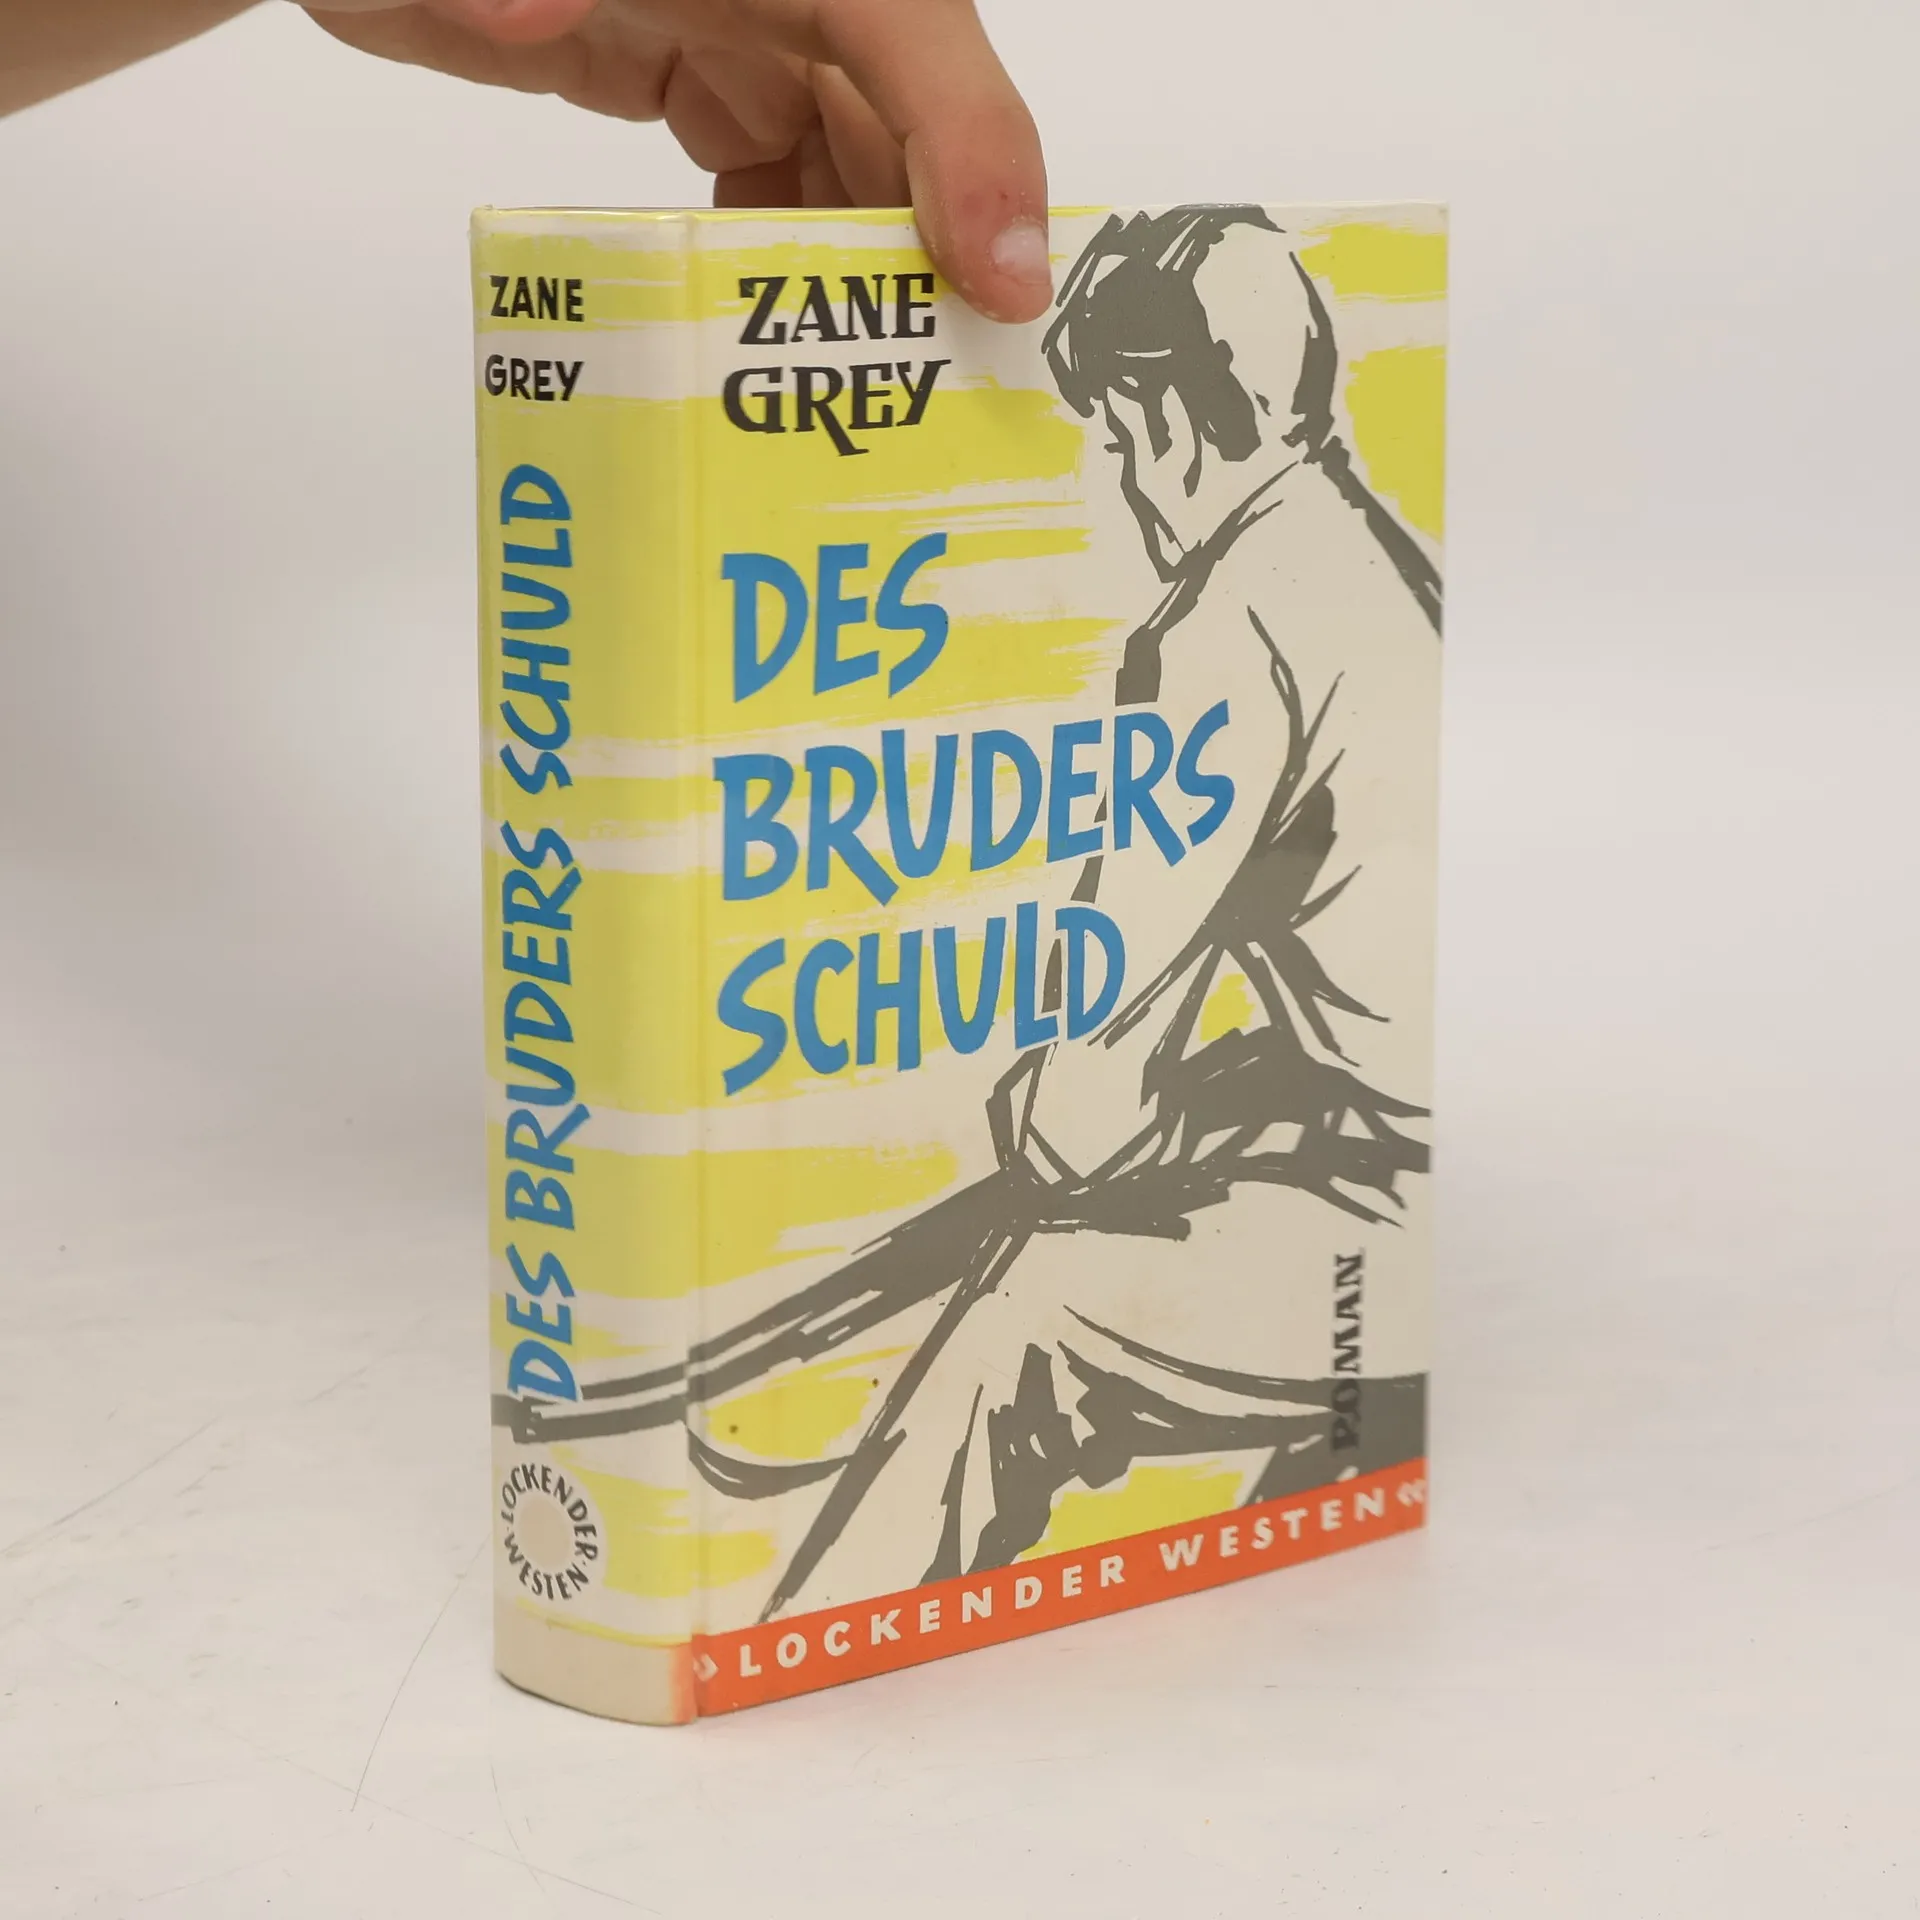 ZANE
GREY
DES BRUDERS SCHULD
LOCKENDER·
WESTEN·
ZANE
GREY
DES
BRUDERS
SCHULD
ROMAN
»LOCKENDER WESTEN«